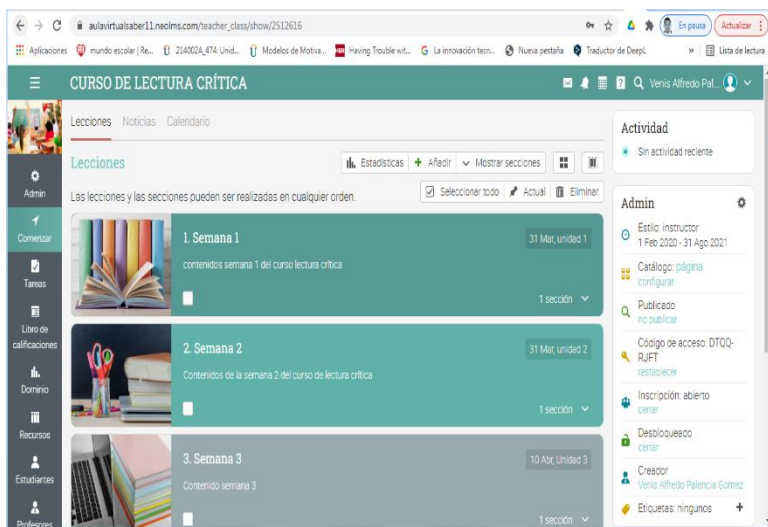 aulavirtualsaber11.neolms.com/teacher_class/show/2512616
En pausa
Actualizar
Aplicaciones
mundo escolar | Re...
214002A_474: Unid...
Modelos de Motiva...
Having Trouble wit...
La innovación tecn...
Nueva pestaña
Traductor de DeepL
»
Lista de lectura
CURSO DE LECTURA CRÍTICA
Venis Alfredo Pal...
Lecciones Noticias Calendario
Lecciones
Estadísticas
Añadir
Mostrar secciones
Las lecciones y las secciones pueden ser realizadas en cualquier orden.
Seleccionar todo
Actual
Eliminar
1. Semana 1
31 Mar, unidad 1
contenidos semana 1 del curso lectura crítica
1 sección
2. Semana 2
31 Mar, unidad 2
Contenidos de la semana 2 del curso de lectura crítica
1 sección
3. Semana 3
10 Abr, Unidad 3
Contenido semana 3
1 sección
Admin
Comenzar
Tareas
Libro de
calificaciones
Dominio
Recursos
Estudiantes
Profesores
Actividad
Sin actividad reciente
Admin
Estilo: instructor
1 Feb 2020 - 31 Ago 2021
Catálogo: página
configurar
Publicado
no publicar
Código de acceso: DTQQ-
RJFT
restablecer
Inscripción: abierto
cerrar
Desbloqueado
cerrar
Creador
Venis Alfredo Palencia Gomez
Etiquetas: ningunos +